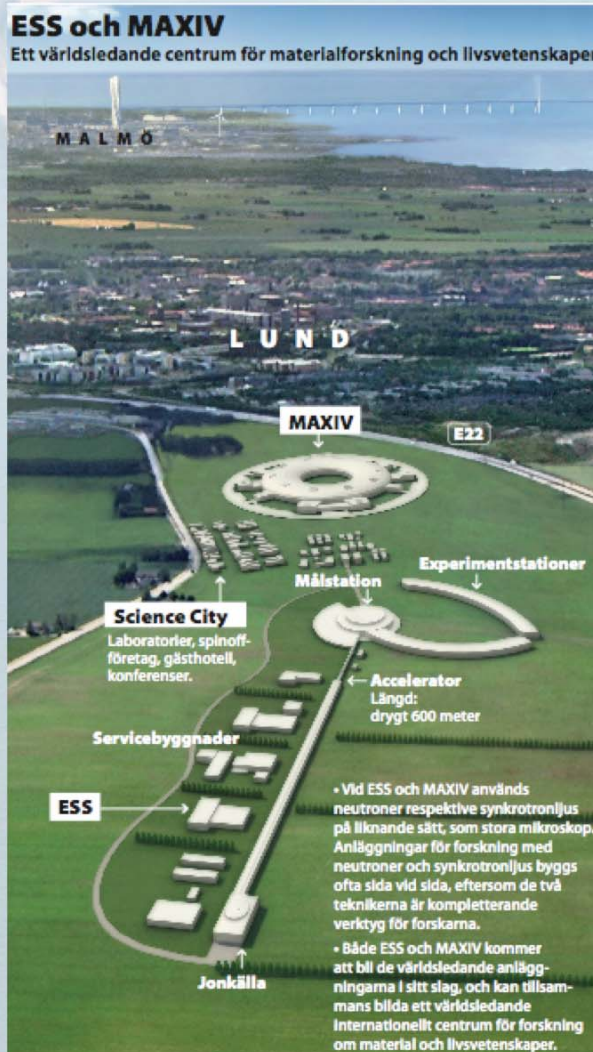 ESS och MAXIV
Ett världsledande centrum för materialforskning och livsvetenskaper
MALMÖ
LUND
MAXIV
E22
Experimentstationer
Målstation
Science City
Laboratorier, spinoff-
företag, gästhotell,
konferenser.
Accelerator
Längd:
drygt 600 meter
Servicebyggnader
ESS
• Vid ESS och MAXIV används
neutroner respektive synkrotronljus
på liknande sätt, som stora mikroskop.
Anläggningar för forskning med
neutroner och synkrotronljus byggs
ofta sida vid sida, eftersom de två
teknikerna är kompletterande
verktyg för forskarna.
• Både ESS och MAXIV kommer
att bli de världsledande anlägg-
ningarna i sitt slag, och kan tillsam-
mans bilda ett världsledande
internationellt centrum för forskning
om material och livsvetenskaper.
Jonkälla